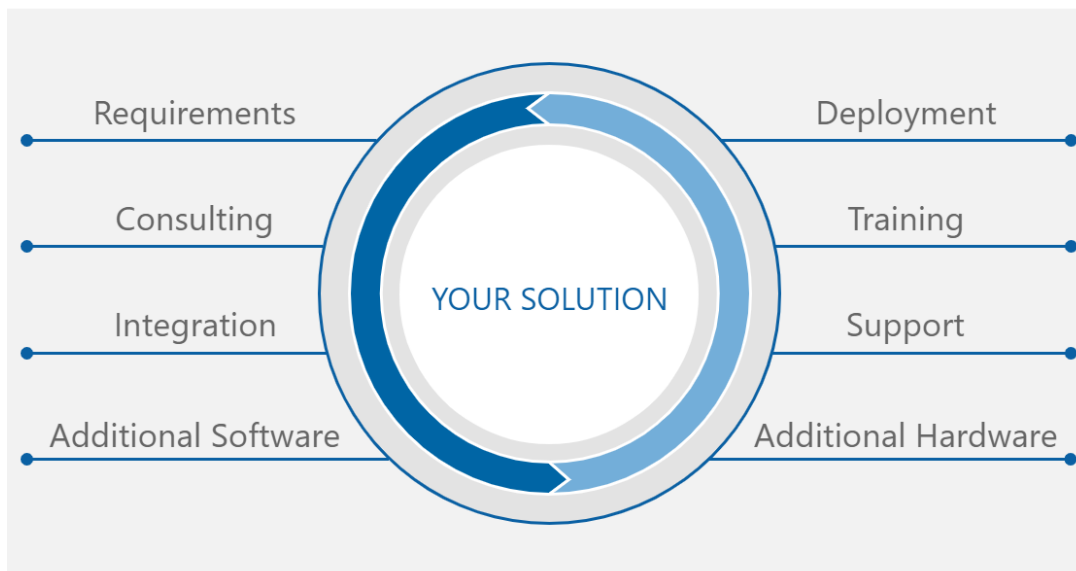 Requirements
Consulting
Integration
Additional Software
YOUR SOLUTION
Deployment
Training
Support
Additional Hardware